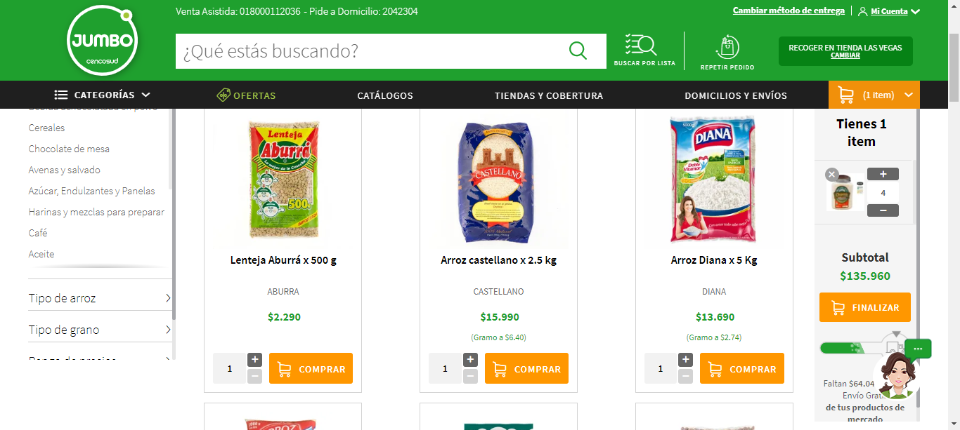 Venta Asistida: 018000112036 - Pide a Domicilio: 2042304
Cambiar método de entrega
Mi Cuenta
JUMBO
cencosud
¿Qué estás buscando?
BUSCAR POR LISTA
REPETIR PEDIDO
RECOGER EN TIENDA LAS VEGAS
CAMBIAR
CATEGORÍAS
OFERTAS
CATÁLOGOS
TIENDAS Y COBERTURA
DOMICILIOS Y ENVÍOS
(1 item)
Cereales
Chocolate de mesa
Avenas y salvado
Azúcar, Endulzantes y Panelas
Harinas y mezclas para preparar
Café
Aceite
Tipo de arroz
Tipo de grano
Lenteja
Aburrá
500
Lenteja Aburrá x 500 g
ABURRA
$2.290
1
COMPRAR
CASTELLANO
Arroz castellano x 2.5 kg
CASTELLANO
$15.990
(Gramo a $6.40)
1
COMPRAR
DIANA
Arroz Diana x 5 Kg
DIANA
$13.690
(Gramo a $2.74)
1
COMPRAR
Tienes 1
item
4
Subtotal
$135.960
FINALIZAR
Faltan $64.04
Envío
de tus productos de
mercado